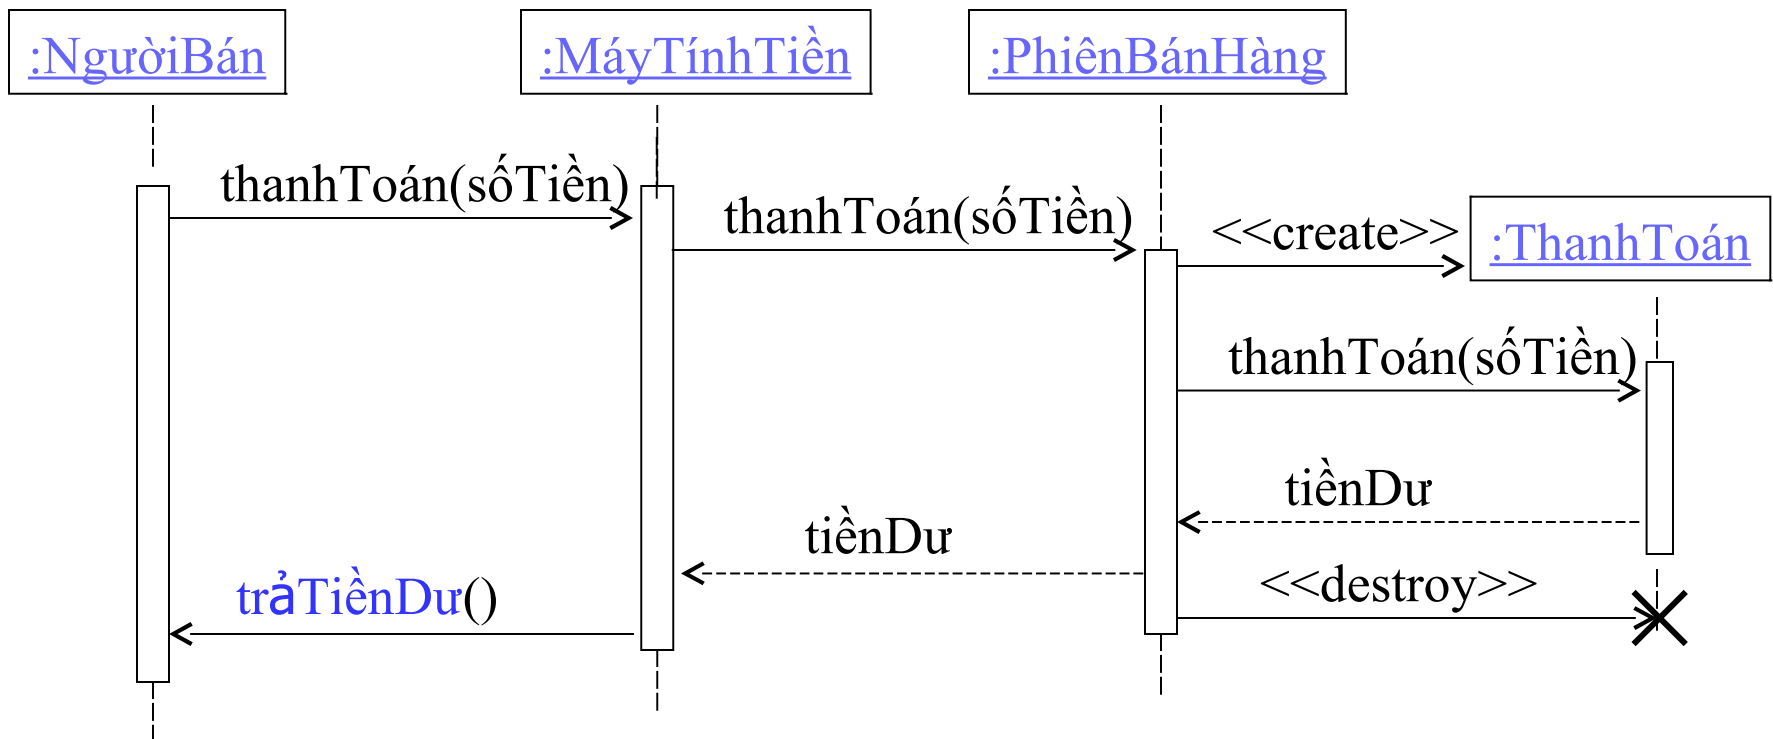 :NgườiBán
:MáyTínhTiền
:PhiênBánHàng
thanhToán(sốTiền)
thanhToán(sốTiền)
<<create>>
:ThanhToán
thanhToán(sốTiền)
tiềnDư
tiềnDư
<<destroy>>
trảTiềnDư()